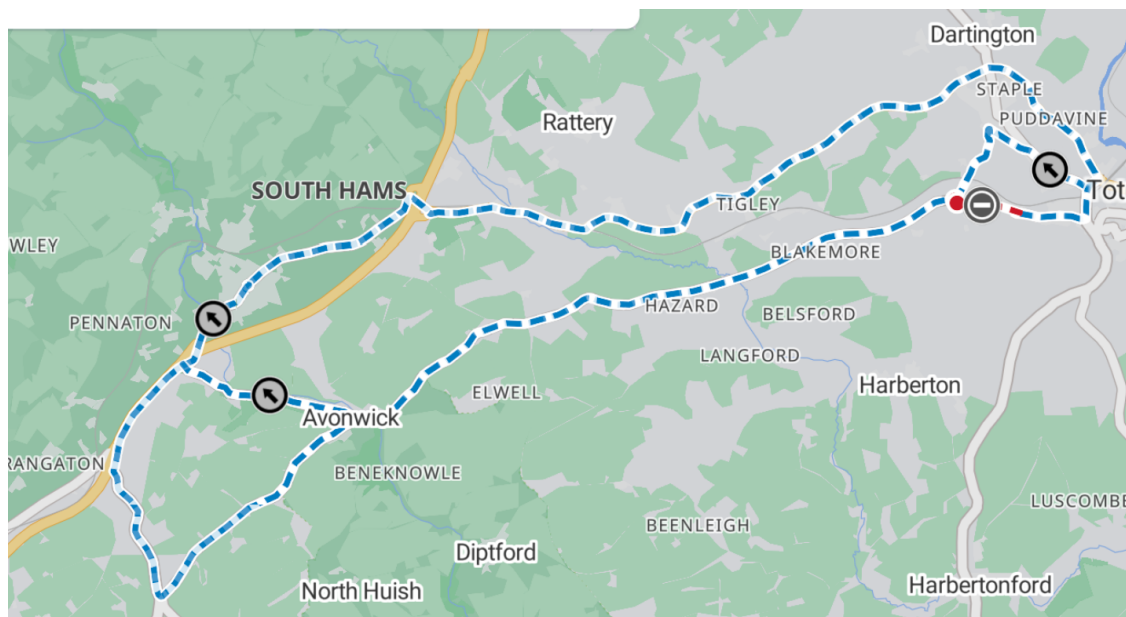 Dartington
STAPLE
PUDDAVINE
Rattery
SOUTH HAMS
TIGLEY
Tot
WLEY
BLAKEMORE
HAZARD
BELSFORD
PENNATON
LANGFORD
Harberton
ELWELL
Avonwick
RANGATON
BENEKNOWLE
LUSCOMBE
BEENLEIGH
Diptford
North Huish
Harbertonford